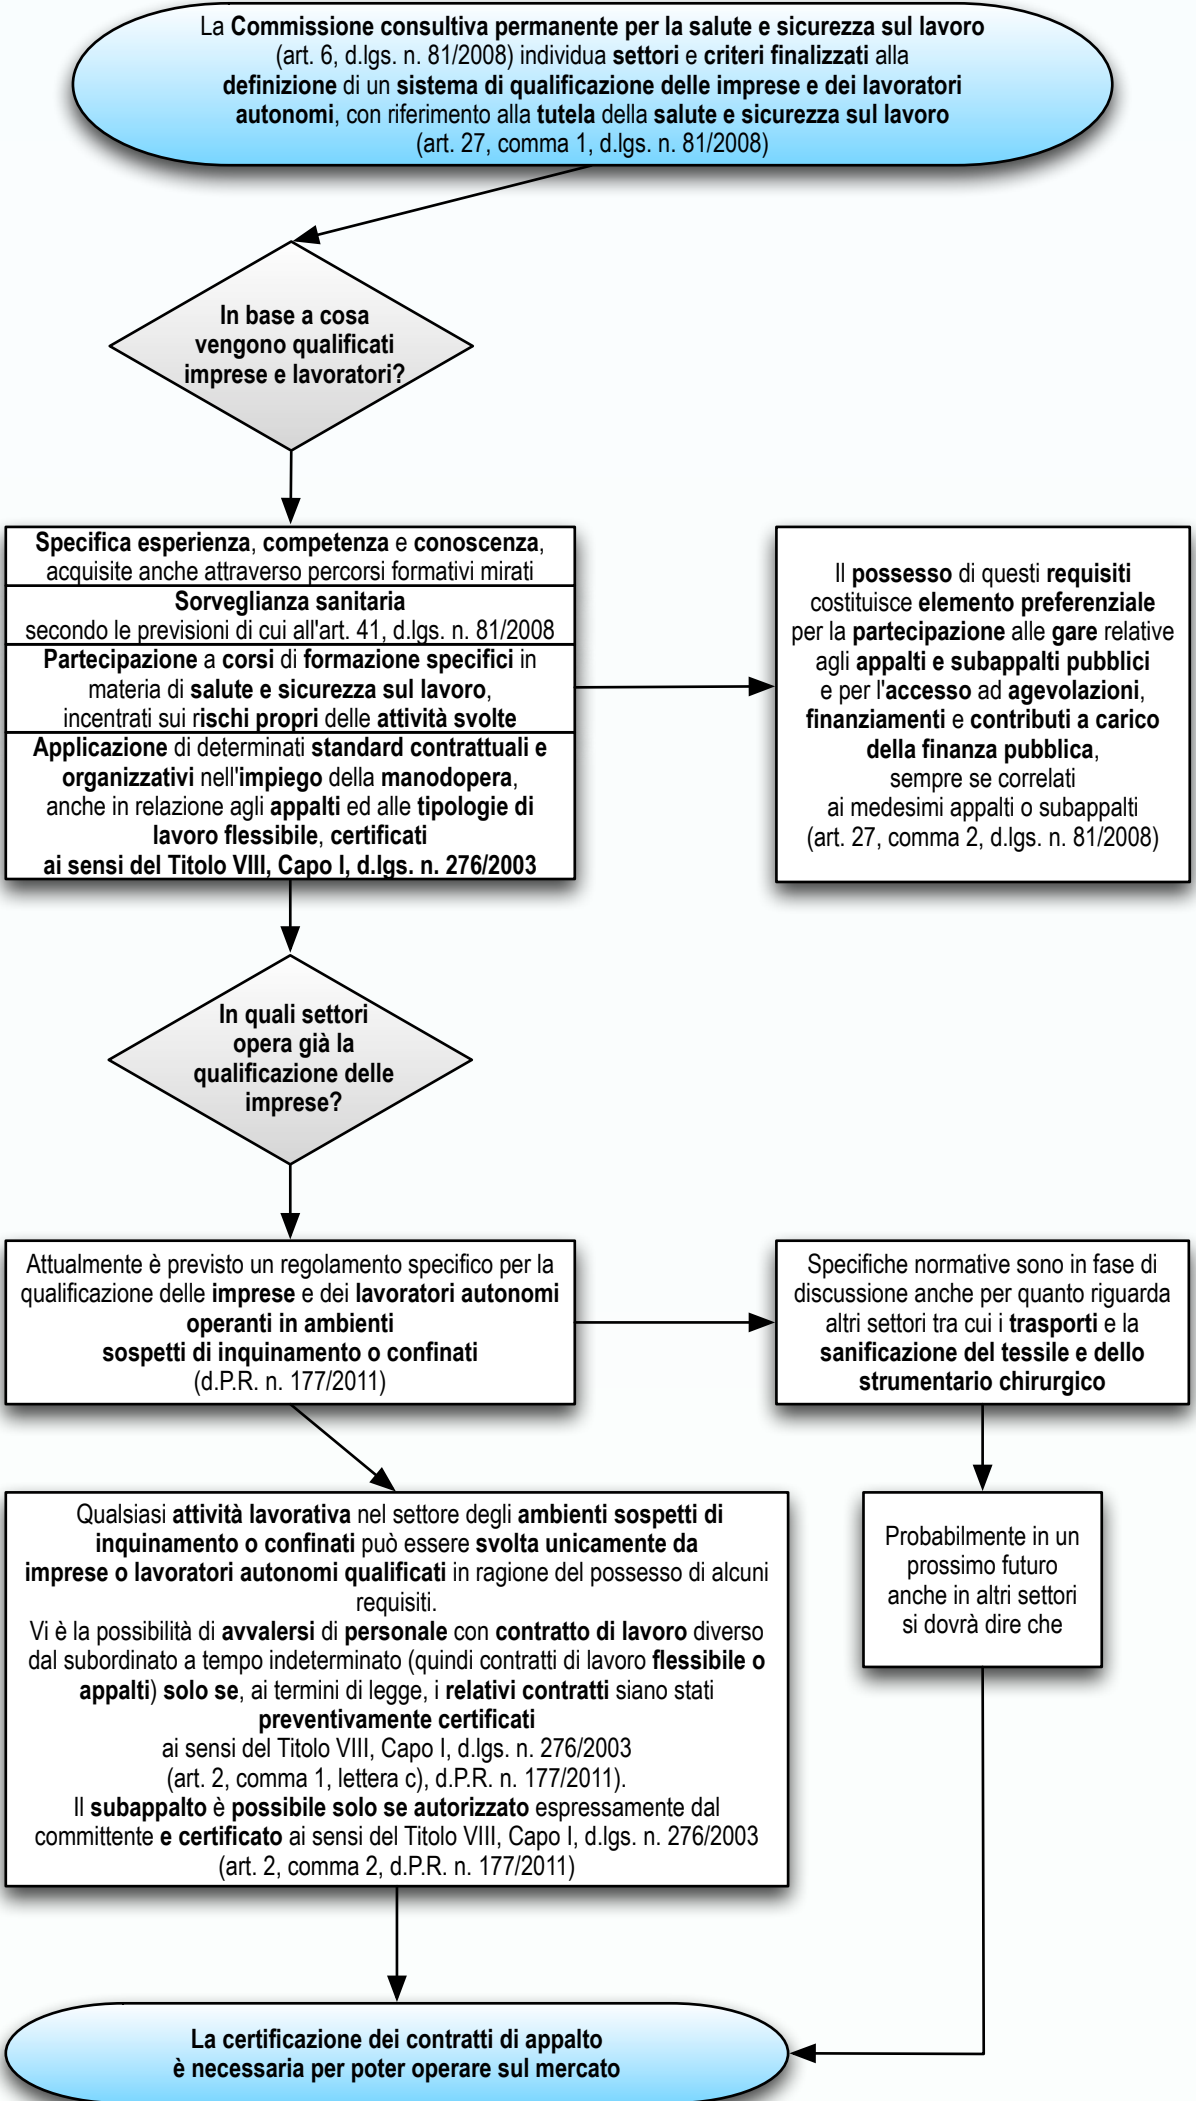 La Commissione consultiva permanente per la salute e sicurezza sul lavoro
(art. 6, d.lgs. n. 81/2008) individua settori e criteri finalizzati alla
definizione di un sistema di qualificazione delle imprese e dei lavoratori
autonomi, con riferimento alla tutela della salute e sicurezza sul lavoro
(art. 27, comma 1, d.lgs. n. 81/2008)
In base a cosa
vengono qualificati
imprese e lavoratori?
Specifica esperienza, competenza e conoscenza,
acquisite anche attraverso percorsi formativi mirati
Sorveglianza sanitaria
secondo le previsioni di cui all'art. 41, d.lgs. n. 81/2008
Partecipazione a corsi di formazione specifici in
materia di salute e sicurezza sul lavoro,
incentrati sui rischi propri delle attività svolte
Applicazione di determinati standard contrattuali e
organizzativi nell'impiego della manodopera,
anche in relazione agli appalti ed alle tipologie di
lavoro flessibile, certificati
ai sensi del Titolo VIII, Capo I, d.lgs. n. 276/2003
Il possesso di questi requisiti
costituisce elemento preferenziale
per la partecipazione alle gare relative
agli appalti e subappalti pubblici
e per l'accesso ad agevolazioni,
finanziamenti e contributi a carico
della finanza pubblica,
sempre se correlati
ai medesimi appalti o subappalti
(art. 27, comma 2, d.lgs. n. 81/2008)
In quali settori
opera già la
qualificazione delle
imprese?
Attualmente è previsto un regolamento specifico per la
qualificazione delle imprese e dei lavoratori autonomi
operanti in ambienti
sospetti di inquinamento o confinati
(d.P.R. n. 177/2011)
Specifiche normative sono in fase di
discussione anche per quanto riguarda
altri settori tra cui i trasporti e la
sanificazione del tessile e dello
strumentario chirurgico
Qualsiasi attività lavorativa nel settore degli ambienti sospetti di
inquinamento o confinati può essere svolta unicamente da
imprese o lavoratori autonomi qualificati in ragione del possesso di alcuni
requisiti.
Vi è la possibilità di avvalersi di personale con contratto di lavoro diverso
dal subordinato a tempo indeterminato (quindi contratti di lavoro flessibile o
appalti) solo se, ai termini di legge, i relativi contratti siano stati
preventivamente certificati
ai sensi del Titolo VIII, Capo I, d.lgs. n. 276/2003
(art. 2, comma 1, lettera c), d.P.R. n. 177/2011).
Il subappalto è possibile solo se autorizzato espressamente dal
committente e certificato ai sensi del Titolo VIII, Capo I, d.lgs. n. 276/2003
(art. 2, comma 2, d.P.R. n. 177/2011)
Probabilmente in un
prossimo futuro
anche in altri settori
si dovrà dire che
La certificazione dei contratti di appalto
è necessaria per poter operare sul mercato